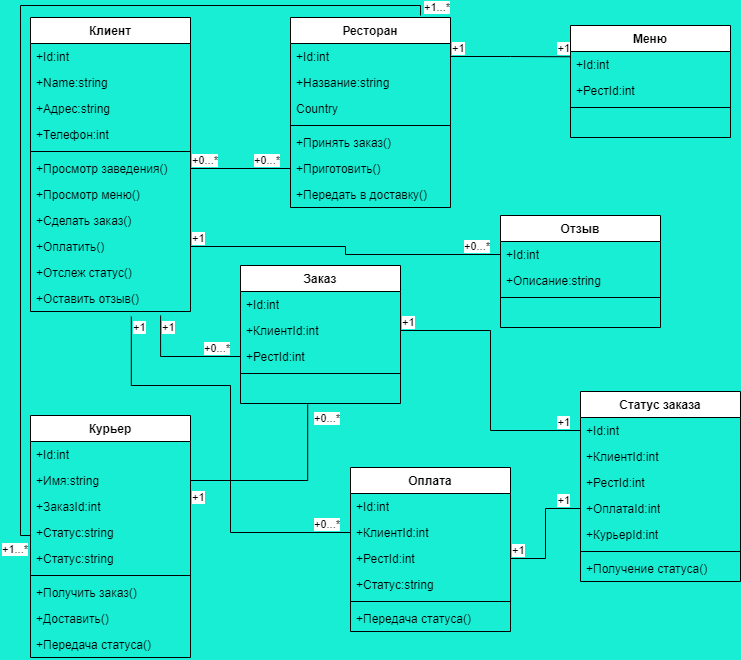 +1...*
Клиент
+Id:int
+Name:string
+Адрес:string
+Телефон:int
+Просмотр заведения()
+Просмотр меню()
+Сделать заказ()
+Оплатить()
+Отслеж статус()
+Оставить отзыв()
Ресторан
+Id:int
+Название:string
Country
+Принять заказ()
+Приготовить()
+Передать в доставку()
+1
+1
Меню
+Id:int
+РестId:int
+0...*
+0...*
+1
+0...*
Отзыв
+Id:int
+Описание:string
Заказ
+Id:int
+КлиентId:int
+РестId:int
+1
+1
+1
+0...*
+0...*
Статус заказа
+Id:int
+КлиентId:int
+РестId:int
+ОплатаId:int
+КурьерId:int
+Получение статуса()
+1
+1
Курьер
+Id:int
+Имя:string
+ЗаказId:int
+Статус:string
+Статус:string
+Получить заказ()
+Доставить()
+Передача статуса()
+1
+1...*
+0...*
Оплата
+Id:int
+КлиентId:int
+РестId:int
+Статус:string
+Передача статуса()
+1